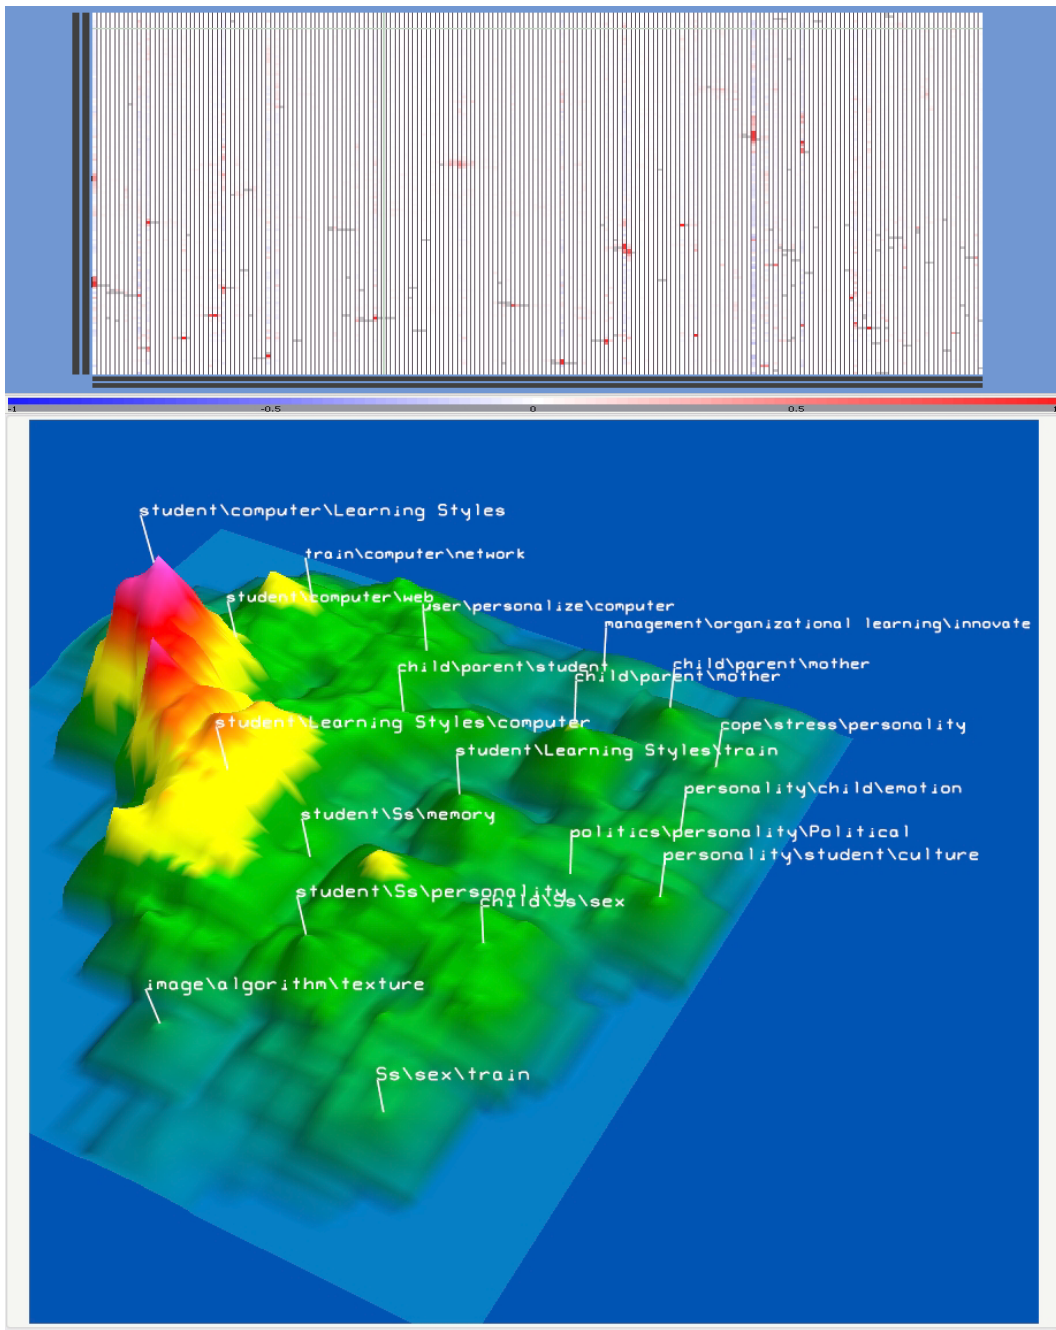 -1 -0.5 0 0.5 1
student\computer\Learning Styles
train\computer\network
student\computer\web
user\personalize\computer
management\organizational learning\innovate
child\parent\student
child\parent\mother
child\parent\mother
student\Learning Styles\computer
cope\stress\personality
student\Learning Styles\train
personality\child\emotion
student\Ss\memory
politics\personality\Political
personality\student\culture
student\Ss\personality
child\Ss\sex
image\algorithm\texture
Ss\sex\train